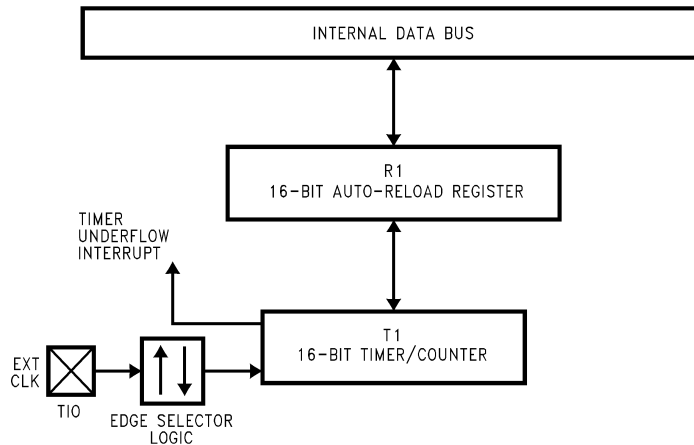 INTERNAL DATA BUS
R1
16-BIT AUTO-RELOAD REGISTER
TIMER
UNDERFLOW
INTERRUPT
T1
16-BIT TIMER/COUNTER
EXT
CLK
TIO
EDGE SELECTOR
LOGIC